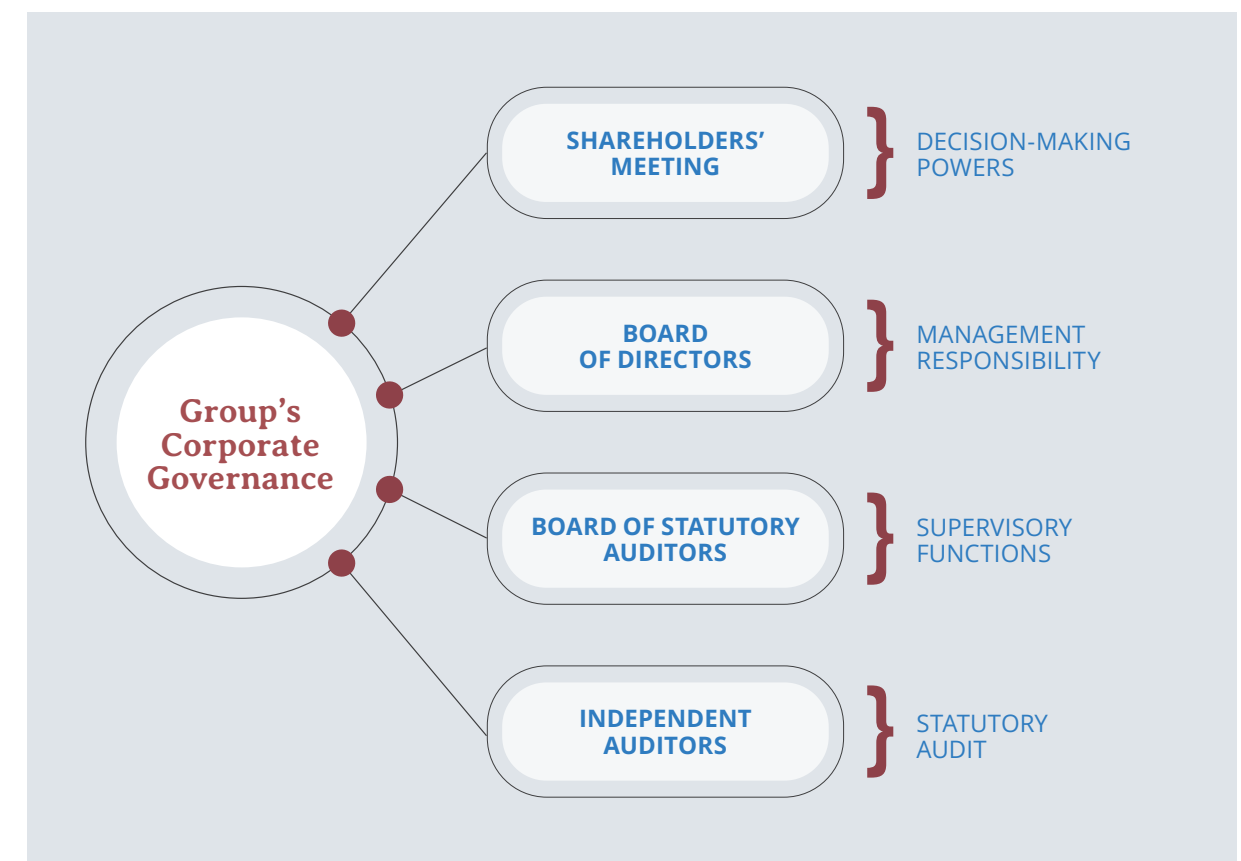 Group’s
Corporate
Governance
SHAREHOLDERS’
MEETING
DECISION-MAKING
POWERS
BOARD
OF DIRECTORS
MANAGEMENT
RESPONSIBILITY
BOARD OF STATUTORY
AUDITORS
SUPERVISORY
FUNCTIONS
INDEPENDENT
AUDITORS
STATUTORY
AUDIT